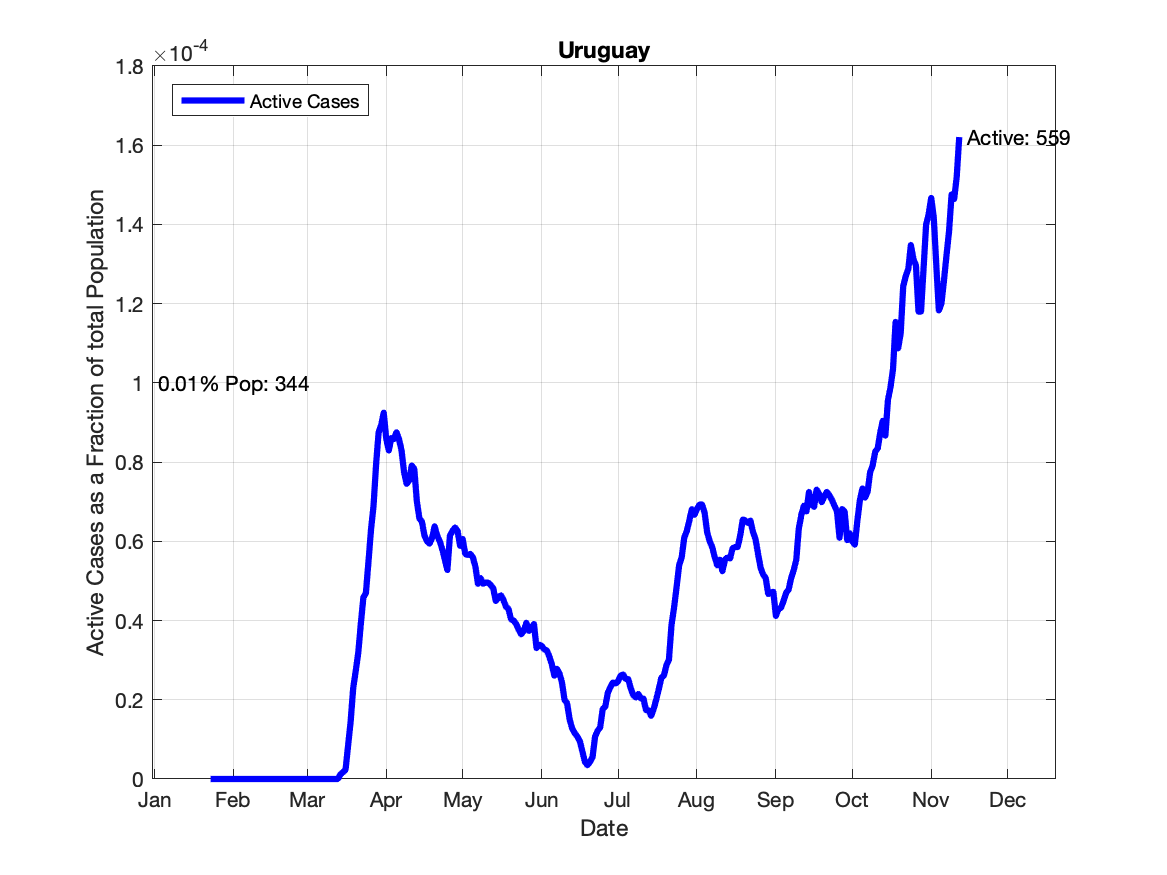 Uruguay
×10-4
1.8
1.6
1.4
1.2
1
0.8
0.6
0.4
0.2
0
Active Cases
Active: 559
0.01% Pop: 344
Active Cases as a Fraction of total Population
Jan Feb Mar Apr May Jun Jul Aug Sep Oct Nov Dec
Date